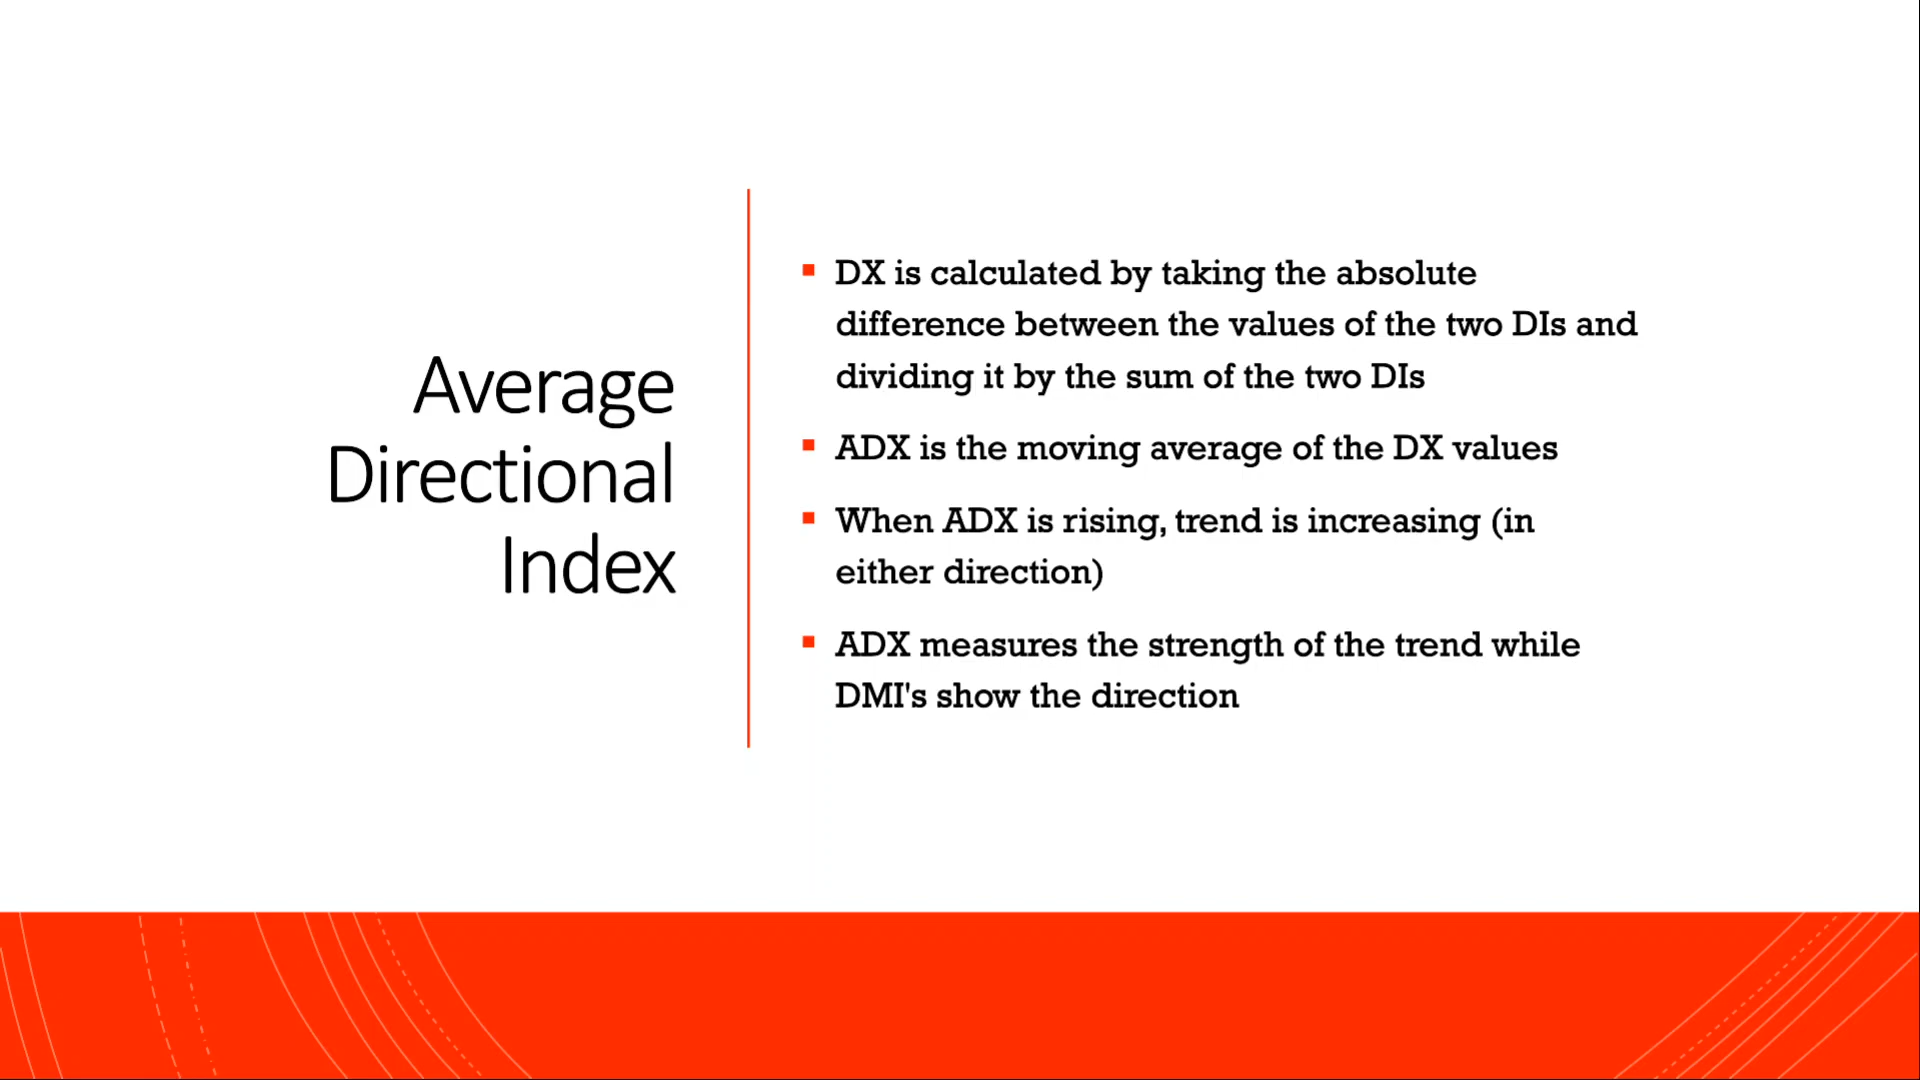 Average
Directional
Index
DX is calculated by taking the absolute
difference between the values of the two DIs and
dividing it by the sum of the two DIs
ADX is the moving average of the DX values
When ADX is rising, trend is increasing (in
either direction)
ADX measures the strength of the trend while
DMI's show the direction